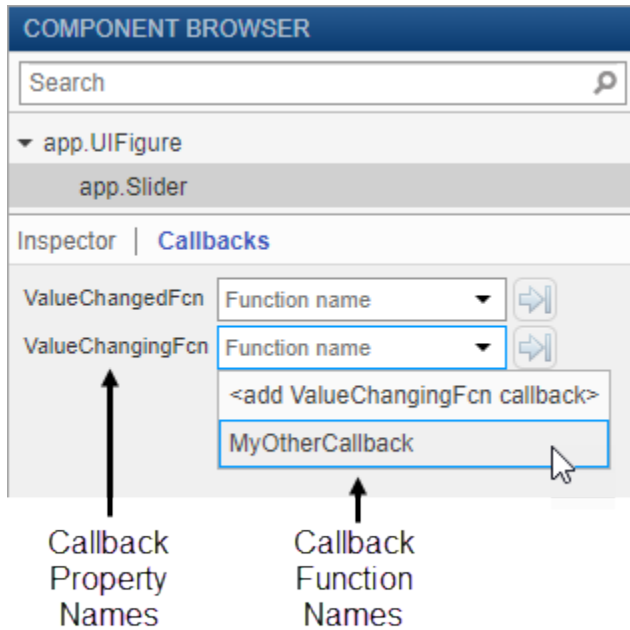 COMPONENT BROWSER
Search
app.UIFigure
app.Slider
Inspector | Callbacks
ValueChangedFcn Function name
ValueChangingFcn Function name
<add ValueChangingFcn callback>
MyOtherCallback
Callback Callback
Property Function
Names Names